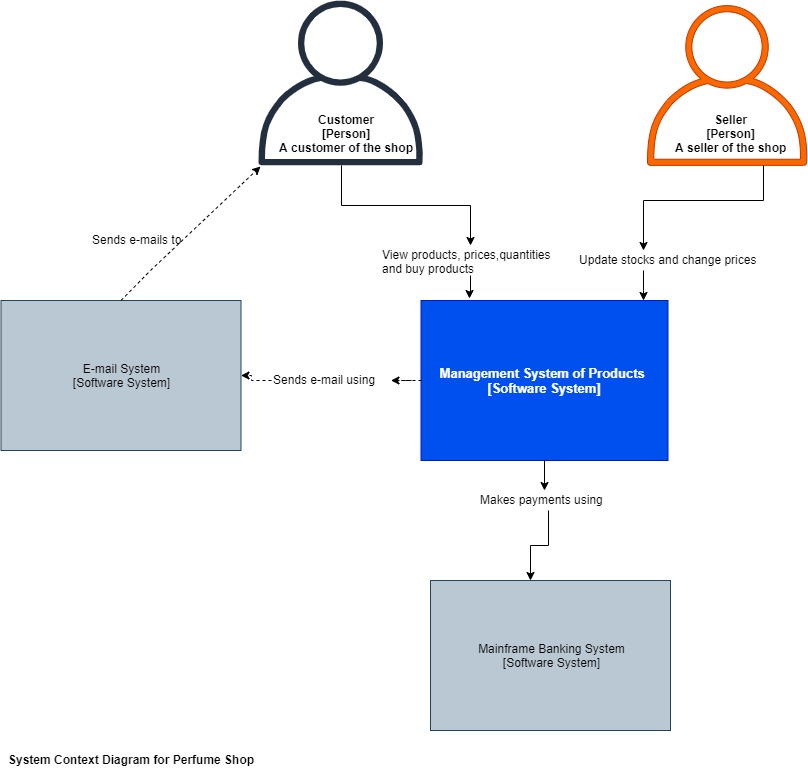 Customer
[Person]
A customer of the shop
Seller
[Person]
A seller of the shop
Sends e-mails to
View products, prices,quantities
and buy products
Update stocks and change prices
E-mail System
[Software System]
Sends e-mail using
Management System of Products
[Software System]
Makes payments using
Mainframe Banking System
[Software System]
System Context Diagram for Perfume Shop